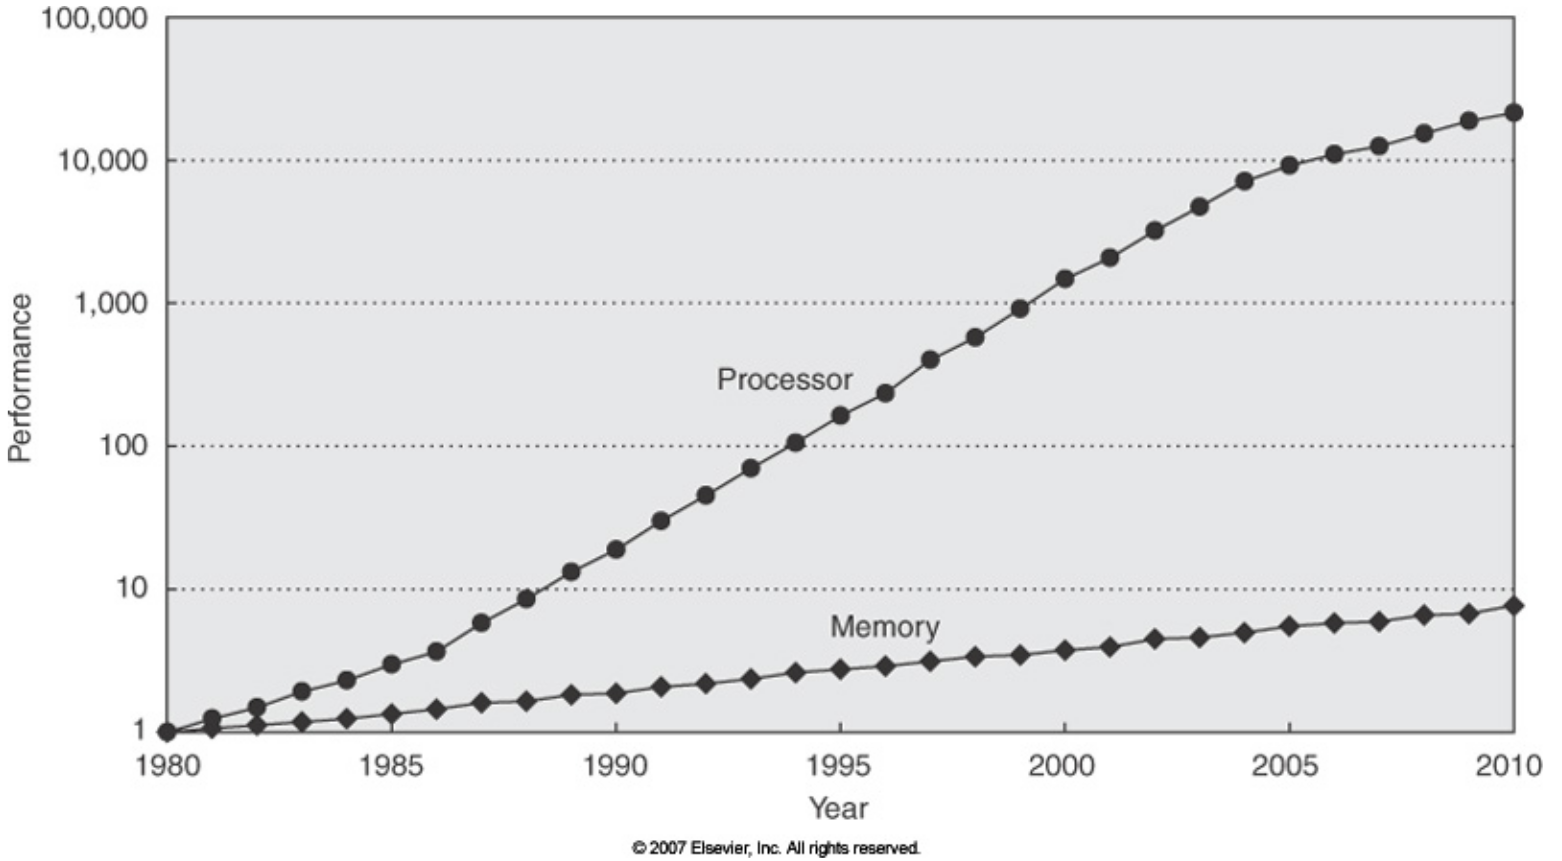 100,000
10,000
1,000
100
10
1
Performance
Processor
Memory
1980 1985 1990 1995 2000 2005 2010
Year
© 2007 Elsevier, Inc. All rights reserved.